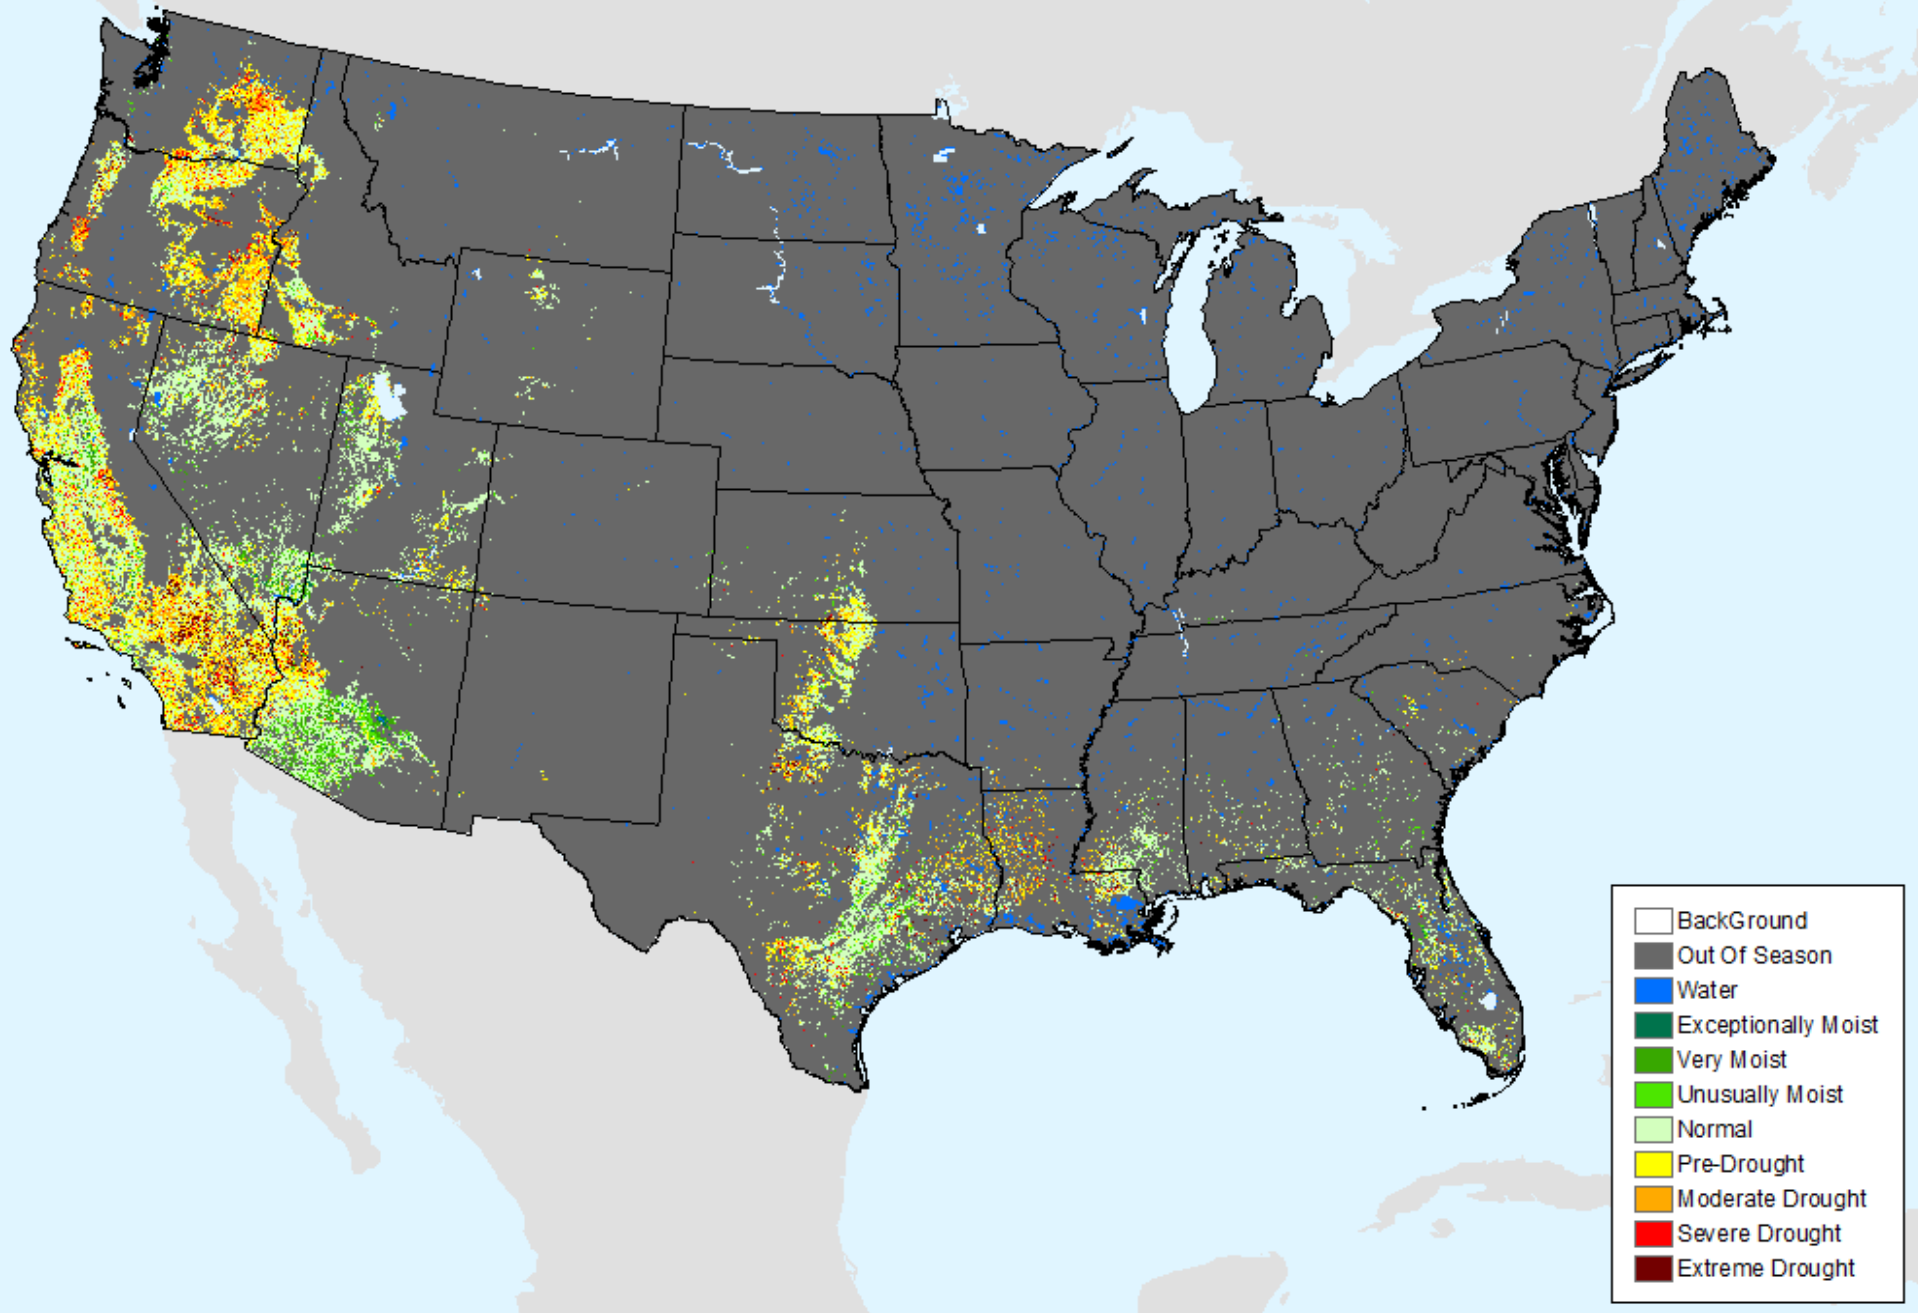 BackGround
Out Of Season
Water
Exceptionally Moist
Very Moist
Unusually Moist
Normal
Pre-Drought
Moderate Drought
Severe Drought
Extreme Drought